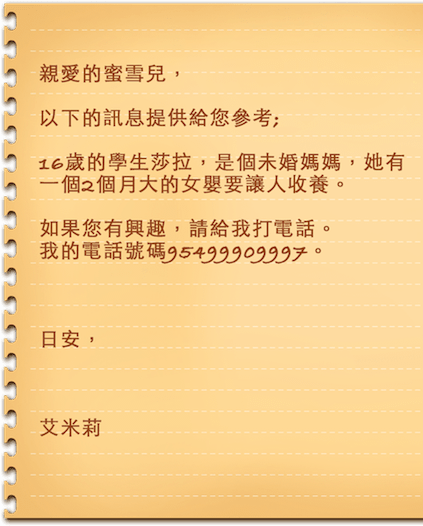 親愛的蜜雪兒，
以下的訊息提供給您參考;
16歲的學生莎拉，是個未婚媽媽，她有
一個2個月大的女嬰要讓人收養。
如果您有興趣，請給我打電話。
我的電話號碼95499909997。
日安，
艾米莉